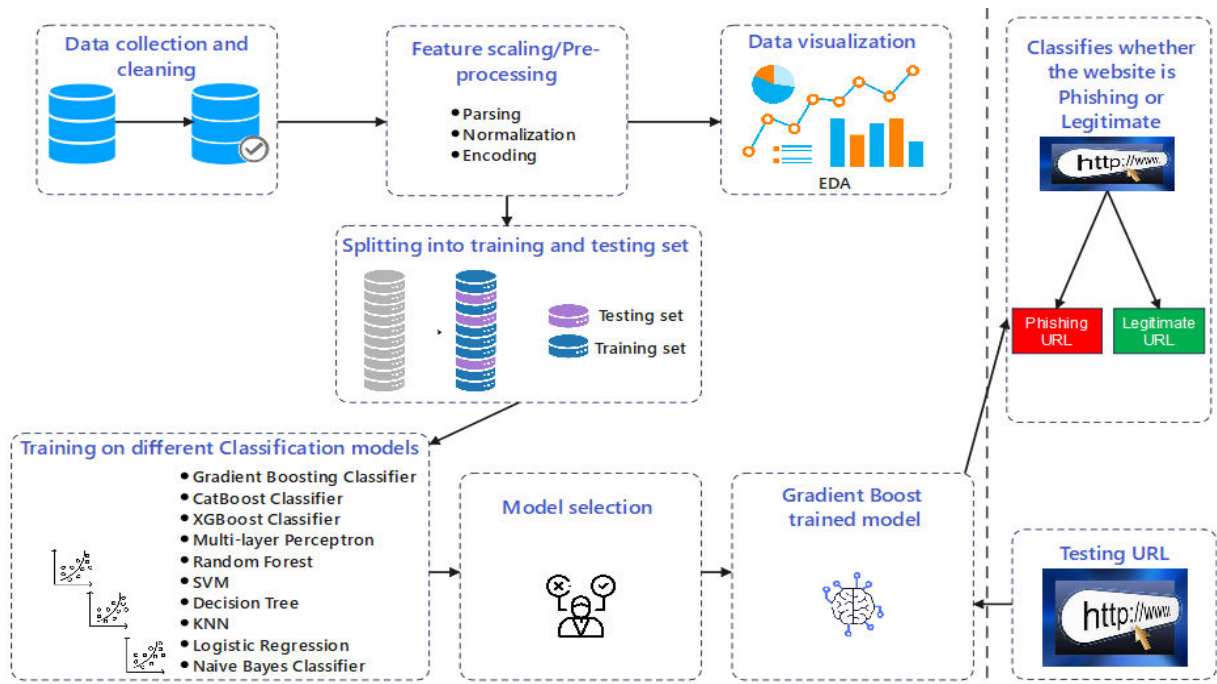 Data collection and
cleaning
Feature scaling/Pre-
processing
• Parsing
• Normalization
• Encoding
Data visualization
EDA
Classifies whether
the website is
Phishing or
Legitimate
http://www.
Phishing
URL
Legitimate
URL
Splitting into training and testing set
Testing set
Training set
Training on different Classification models
• Gradient Boosting Classifier
• CatBoost Classifier
• XGBoost Classifier
• Multi-layer Perceptron
• Random Forest
• SVM
• Decision Tree
• KNN
• Logistic Regression
• Naive Bayes Classifier
Model selection
Gradient Boost
trained model
Testing URL
http://www.